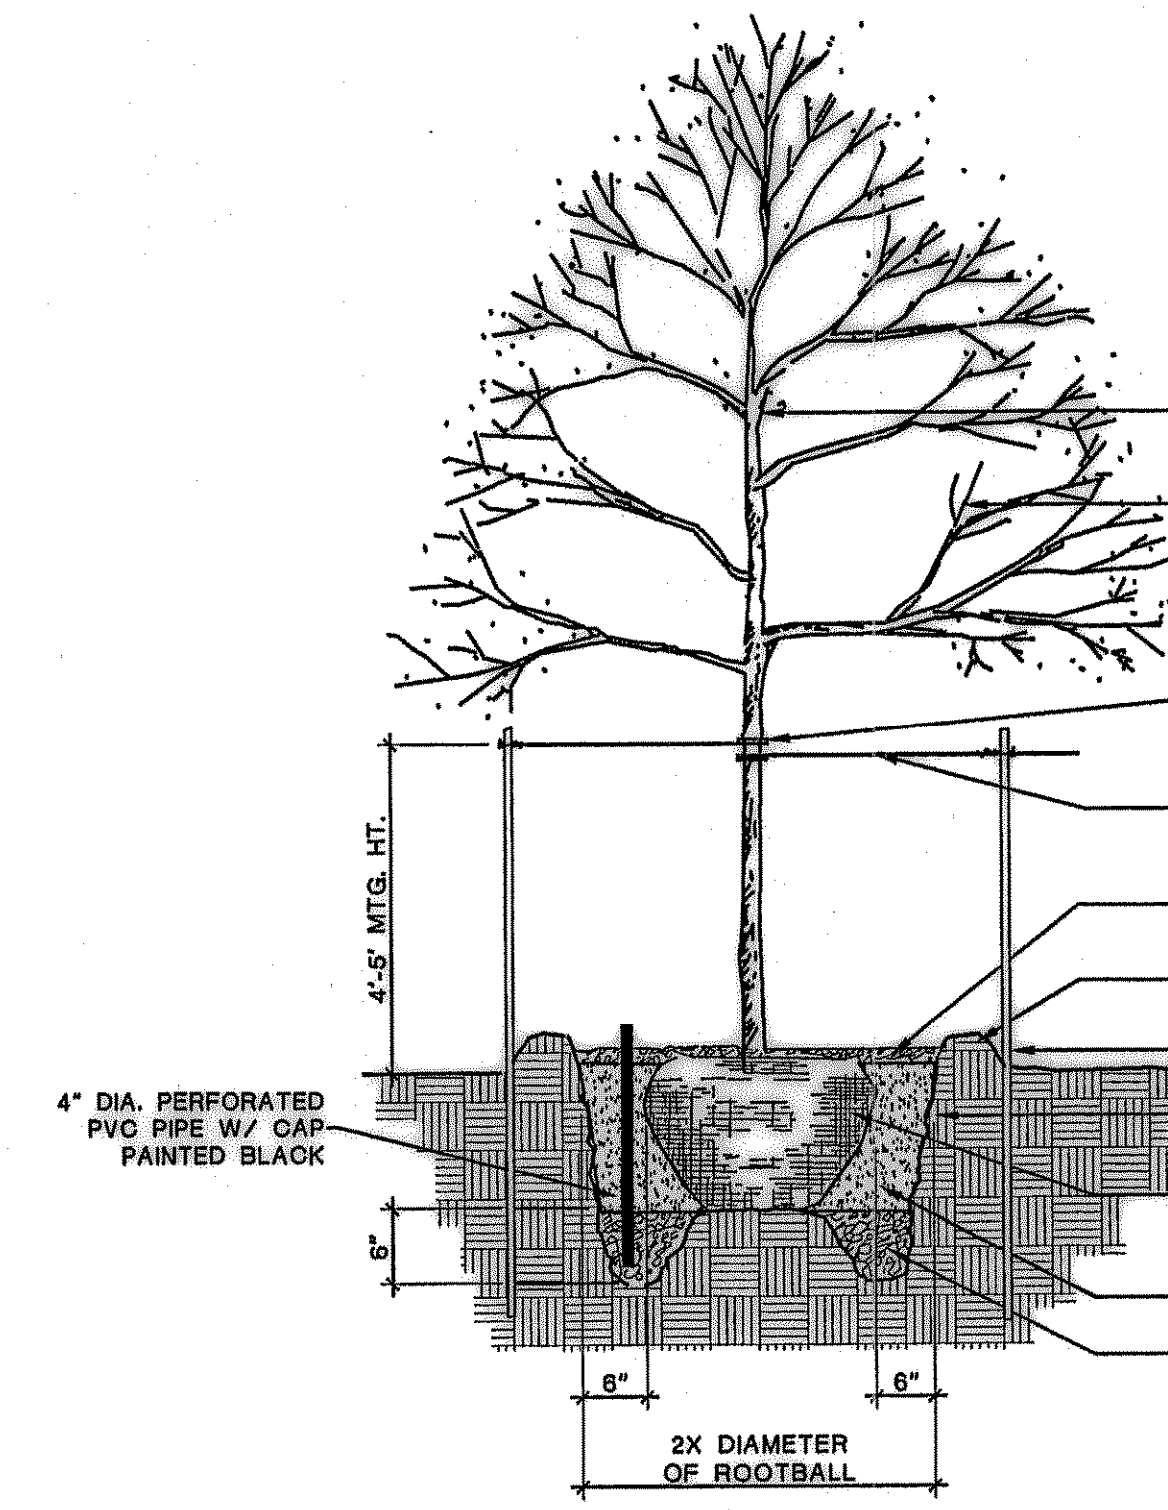 4'-5' MTG. HT.
4" DIA. PERFORATED
PVC PIPE W/ CAP
PAINTED BLACK
6"
6"
6"
2X DIAMETER
OF ROOTBALL